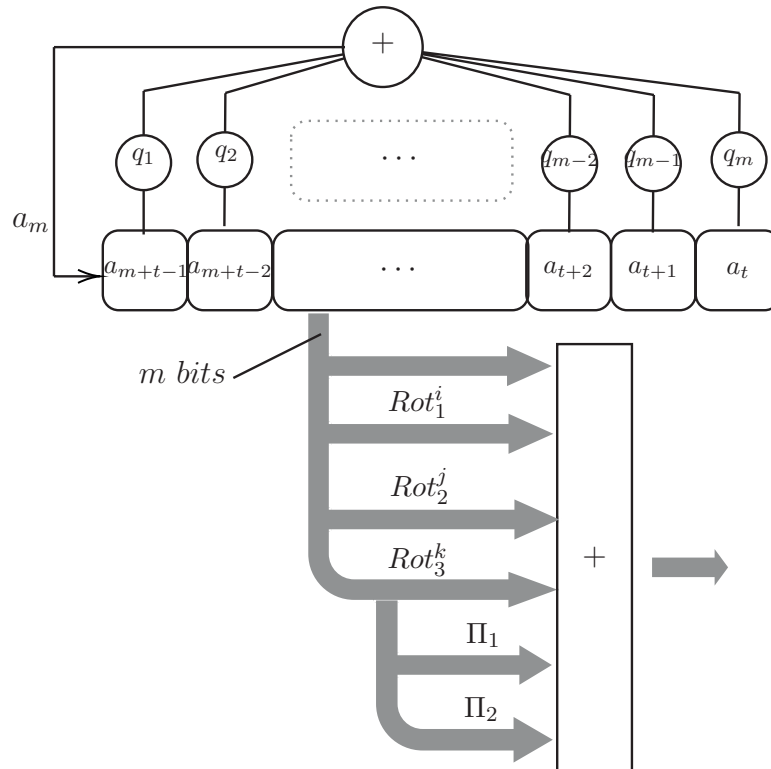 +
q₁ q₂ ⋯ qₘ₋₂ qₘ₋₁ qₘ
aₘ
aₘ₊ₜ₋₁ aₘ₊ₜ₋₂ ⋯ aₜ₊₂ aₜ₊₁ aₜ
m bits
Rot₁ⁱ
Rot₂ʲ
Rot₃ᵏ
+
Π₁
Π₂